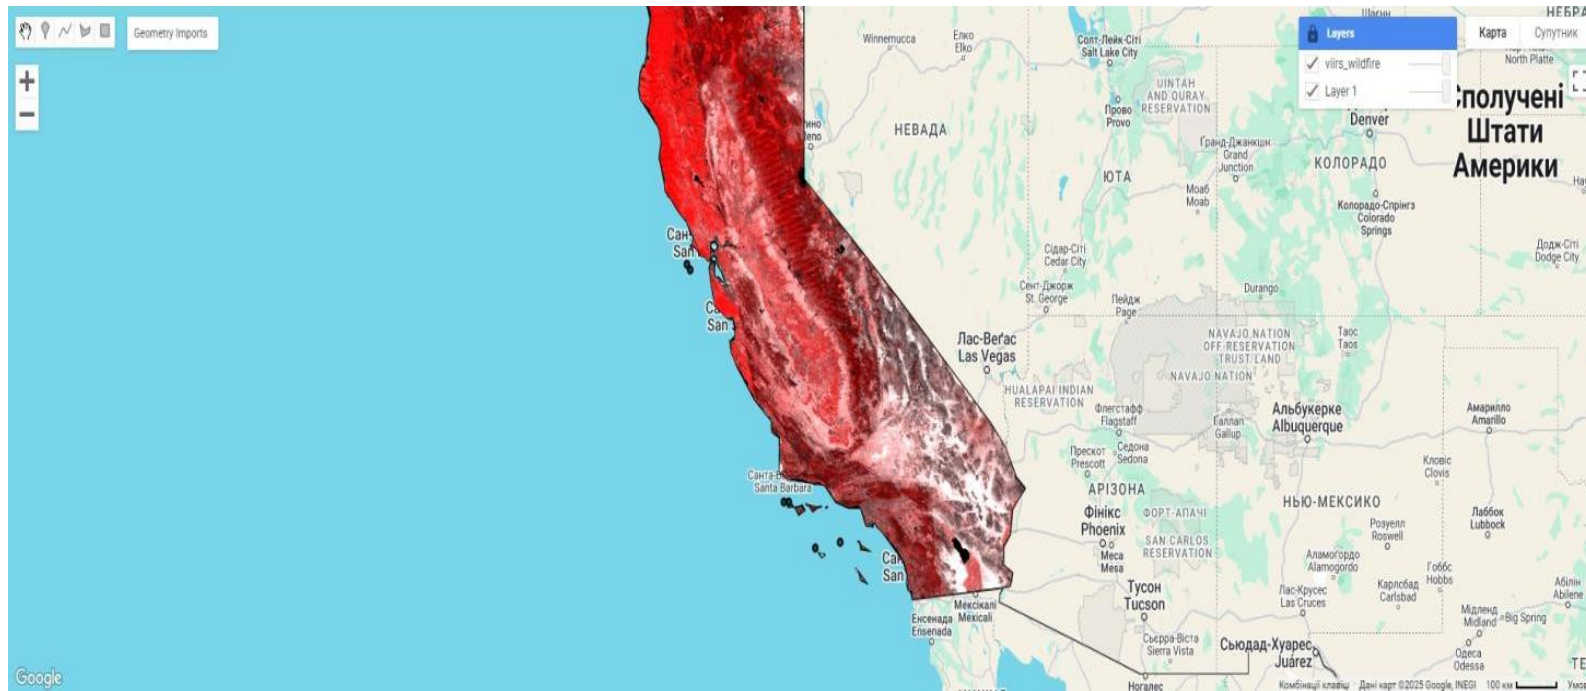 Geometry Imports
+
−
Layers
viirs_wildfire
Layer 1
Карта
Супутник
North Platte
Winnemucca
Елко
Elko
Солт-Лейк-Сіті
Salt Lake City
UINTAH
AND OURAY
RESERVATION
Прово
Provo
Denver
Сполучені
Штати
Америки
НЕВАДА
Гранд-Джанкшн
Grand
Junction
КОЛОРАДО
ЮТА
Моаб
Moab
Колорадо-Спрінгз
Colorado
Springs
Сідар-Сіті
Cedar City
Додж-Сіті
Dodge City
Сент-Джорж
St. George
Пейдж
Page
Durango
Лас-Веґас
Las Vegas
NAVAJO NATION
OFF-RESERVATION
TRUST LAND
Таос
Taos
NAVAJO NATION
HUALAPAI INDIAN
RESERVATION
Флегстафф
Flagstaff
Ґаллап
Gallup
Альбукерке
Albuquerque
Амарилло
Amarillo
Прескот
Prescott
Седона
Sedona
Кловіс
Clovis
Santa Barbara
АРІЗОНА
НЬЮ-МЕКСИКО
Фінікс
Phoenix
ФОРТ-АПАЧІ
Меса
Mesa
SAN CARLOS
RESERVATION
Розуелл
Roswell
Лаббок
Lubbock
Аламогордо
Alamogordo
Гоббс
Hobbs
Карлсбад
Carlsbad
Абілін
Abilene
Тусон
Tucson
Лас-Крусес
Las Cruces
Мексікалі
Mexicali
Енсенада
Ensenada
Мідленд
Midland
Big Spring
Сьєрра-Віста
Sierra Vista
Сьюдад-Хуарес
Juárez
Одеса
Odessa
Ногалес
Google
Комбінації клавіш
Дані карт ©2025 Google, INEGI
100 км